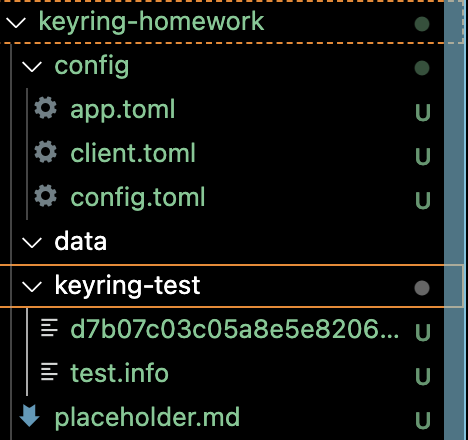 keyring-homework
config
app.toml U
client.toml U
config.toml U
data
keyring-test
d7b07c03c05a8e5e8206... U
test.info U
placeholder.md U